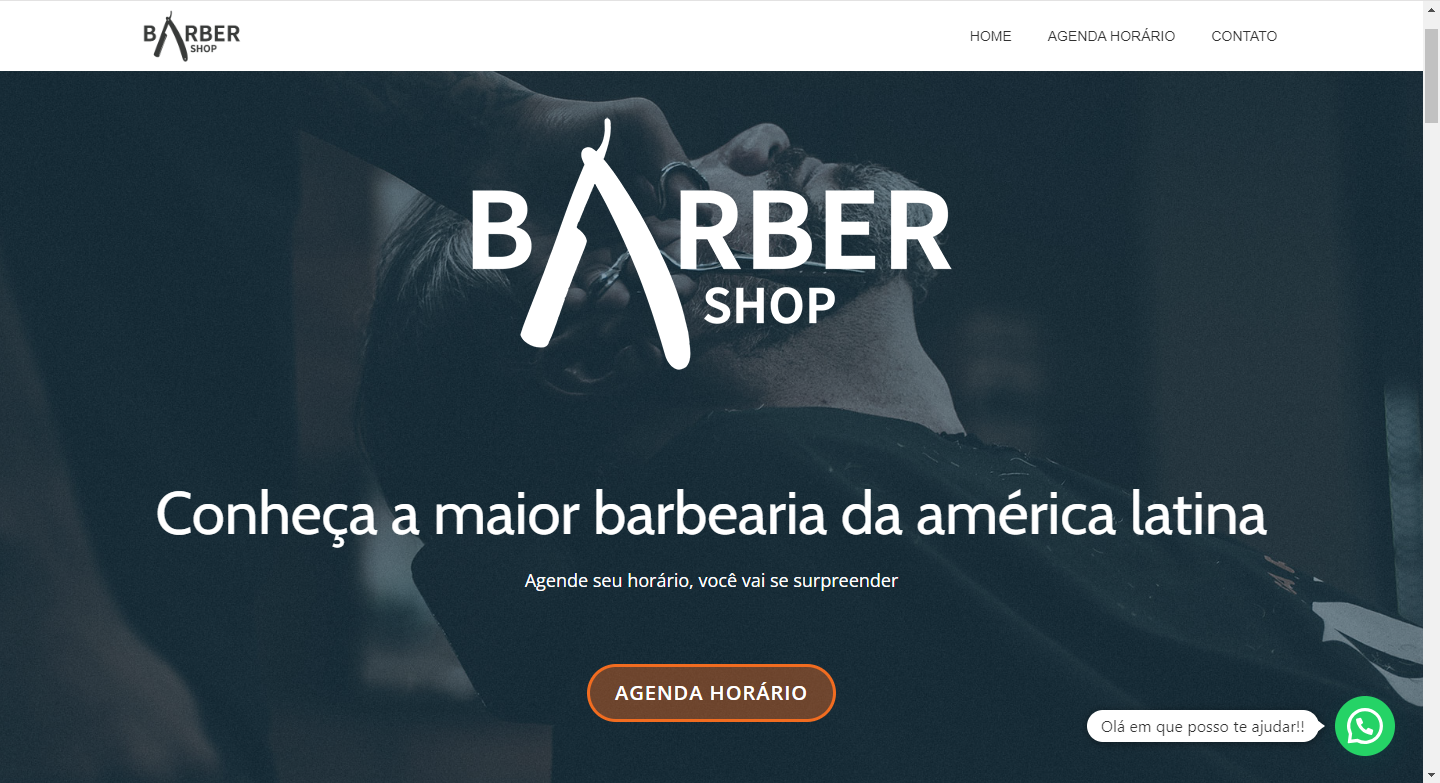 BARBER
SHOP
HOME
AGENDA HORÁRIO
CONTATO
BARBER
SHOP
Conheça a maior barbearia da américa latina
Agende seu horário, você vai se surpreender
AGENDA HORÁRIO
Olá em que posso te ajudar!!